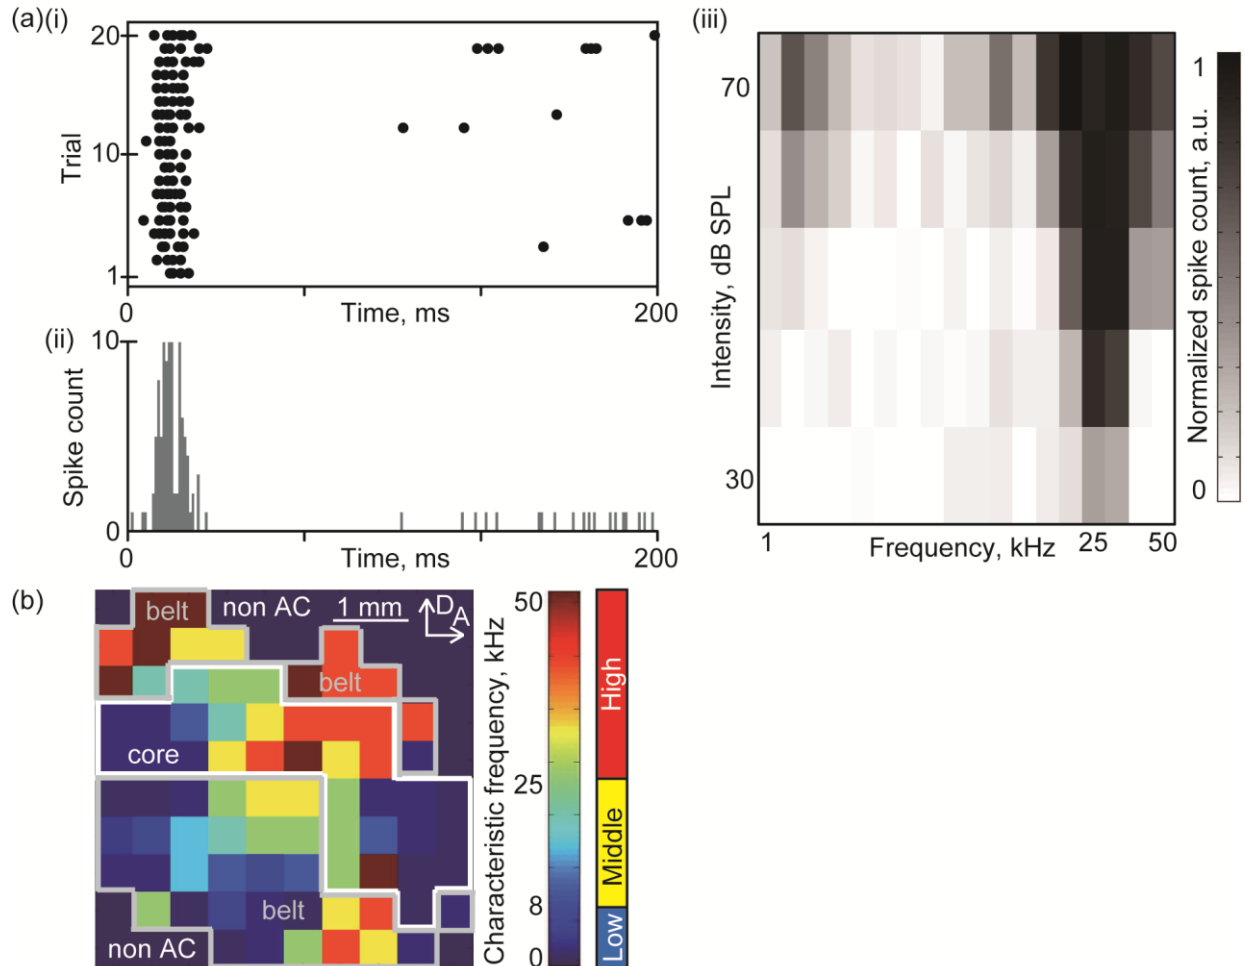 (a)(i)
20
10
1
Trial
0
Time, ms
200
(ii)
10
0
Spike count
0
Time, ms
200
(iii)
70
30
Intensity, dB SPL
1
Frequency, kHz
25
50
1
0
Normalized spike count, a.u.
(b)
belt
non AC
1 mm
D
A
belt
core
belt
non AC
50
25
8
0
Characteristic frequency, kHz
High
Middle
Low